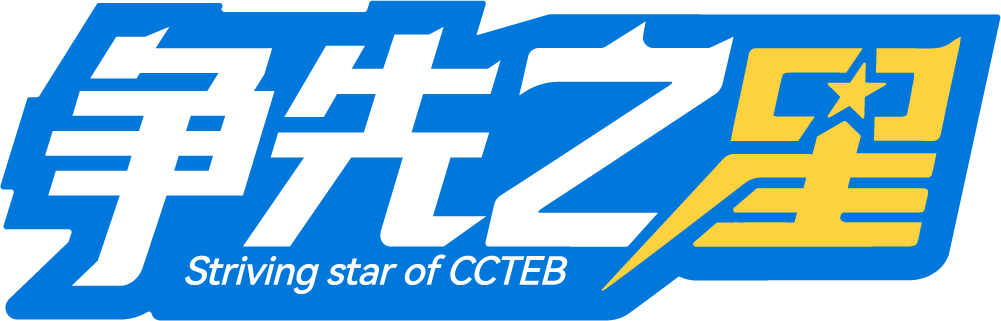 争先之星
Striving star of CCTEB